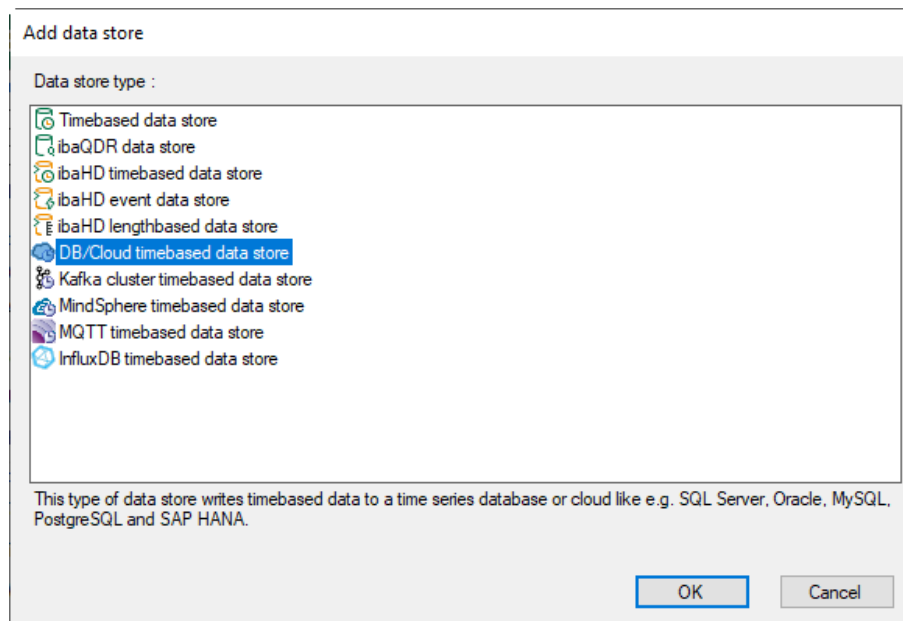 Add data store
Data store type :
Timebased data store
ibaQDR data store
ibaHD timebased data store
ibaHD event data store
ibaHD lengthbased data store
DB/Cloud timebased data store
Kafka cluster timebased data store
MindSphere timebased data store
MQTT timebased data store
InfluxDB timebased data store
This type of data store writes timebased data to a time series database or cloud like e.g. SQL Server, Oracle, MySQL,
PostgreSQL and SAP HANA.
OK Cancel